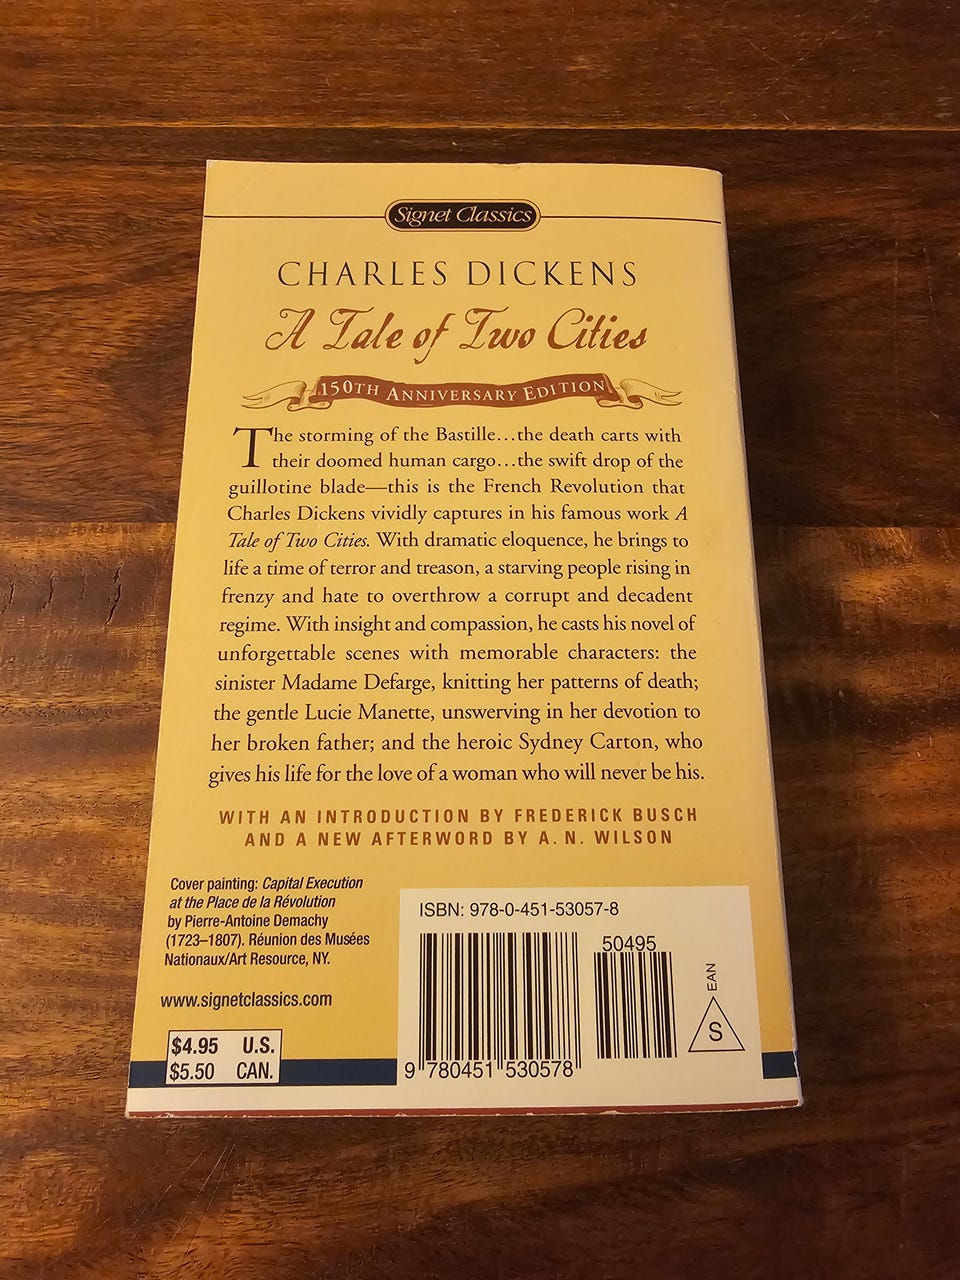 Signet Classics
CHARLES DICKENS
A Tale of Two Cities
150TH ANNIVERSARY EDITION
The storming of the Bastille...the death carts with
their doomed human cargo...the swift drop of the
guillotine blade—this is the French Revolution that
Charles Dickens vividly captures in his famous work A
Tale of Two Cities. With dramatic eloquence, he brings to
life a time of terror and treason, a starving people rising in
frenzy and hate to overthrow a corrupt and decadent
regime. With insight and compassion, he casts his novel of
unforgettable scenes with memorable characters: the
sinister Madame Defarge, knitting her patterns of death;
the gentle Lucie Manette, unswerving in her devotion to
her broken father; and the heroic Sydney Carton, who
gives his life for the love of a woman who will never be his.
WITH AN INTRODUCTION BY FREDERICK BUSCH
AND A NEW AFTERWORD BY A. N. WILSON
Cover painting: Capital Execution
at the Place de la Révolution
by Pierre-Antoine Demachy
(1723–1807). Réunion des Musées
Nationaux/Art Resource, NY.
www.signetclassics.com
$4.95 U.S.
$5.50 CAN.
ISBN: 978-0-451-53057-8
50495
9 780451 530578
EAN
S